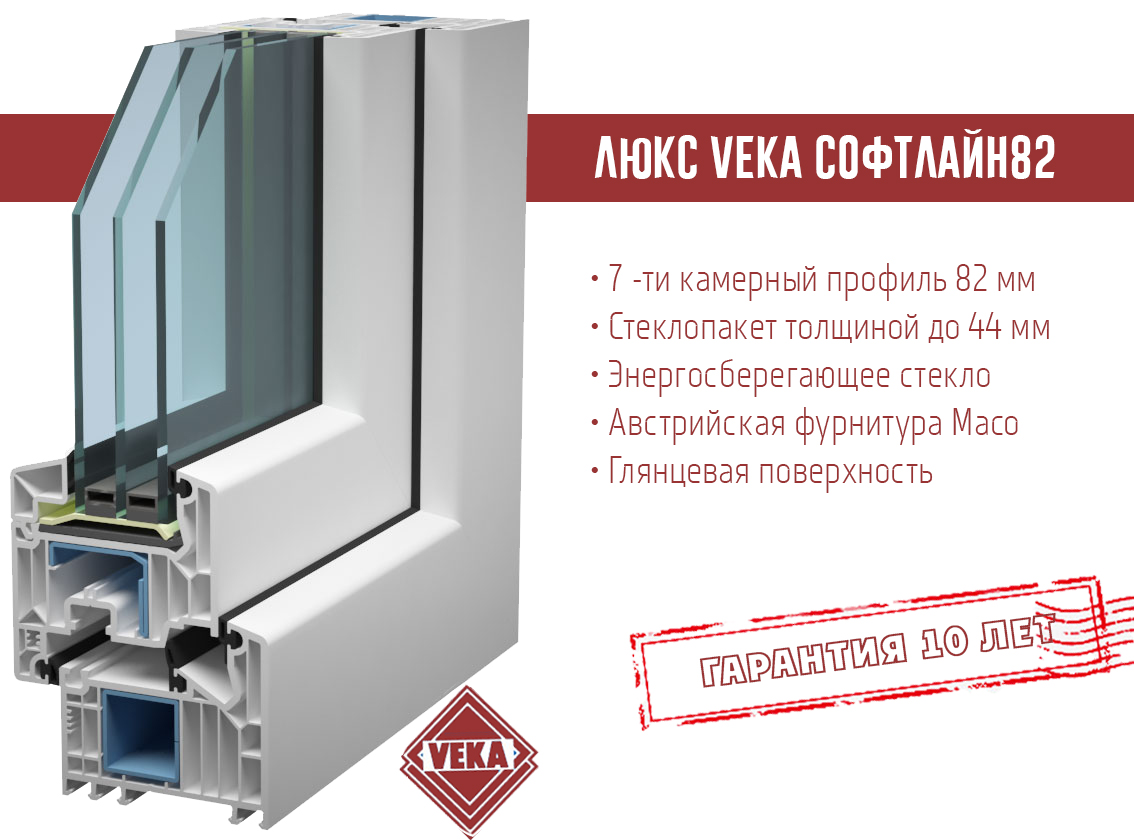 ЛЮКС VEKA СОФТЛАЙН82
• 7 -ти камерный профиль 82 мм
• Стеклопакет толщиной до 44 мм
• Энергосберегающее стекло
• Австрийская фурнитура Maco
• Глянцевая поверхность
ГАРАНТИЯ 10 ЛЕТ
VEKA